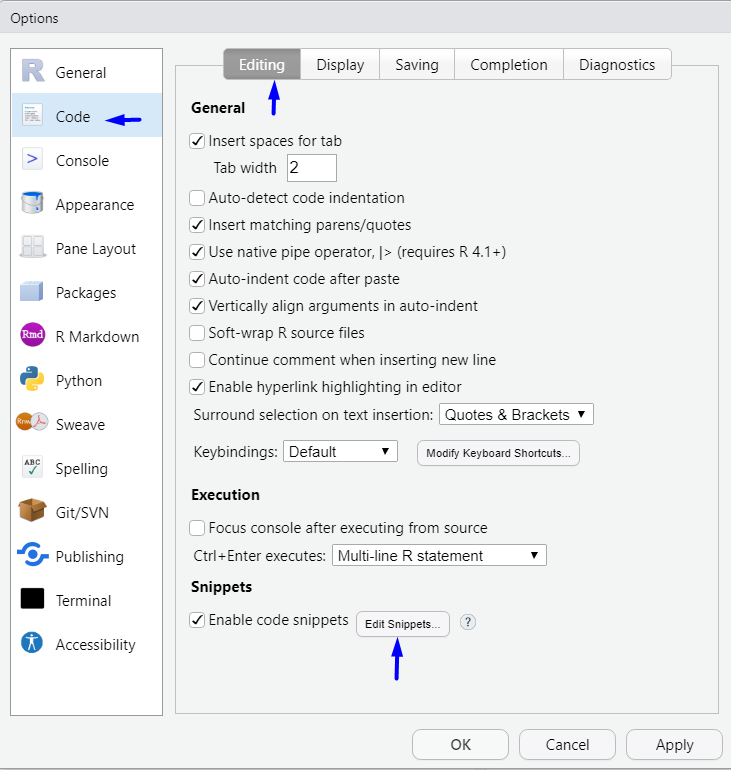 Options
General
Code
Console
Appearance
Pane Layout
Packages
Rmd R Markdown
Python
Rnw Sweave
ABC Spelling
Git/SVN
Publishing
Terminal
Accessibility
Editing Display Saving Completion Diagnostics
General
Insert spaces for tab
Tab width 2
Auto-detect code indentation
Insert matching parens/quotes
Use native pipe operator, |> (requires R 4.1+)
Auto-indent code after paste
Vertically align arguments in auto-indent
Soft-wrap R source files
Continue comment when inserting new line
Enable hyperlink highlighting in editor
Surround selection on text insertion: Quotes & Brackets
Keybindings: Default Modify Keyboard Shortcuts...
Execution
Focus console after executing from source
Ctrl+Enter executes: Multi-line R statement
Snippets
Enable code snippets Edit Snippets... ?
OK Cancel Apply